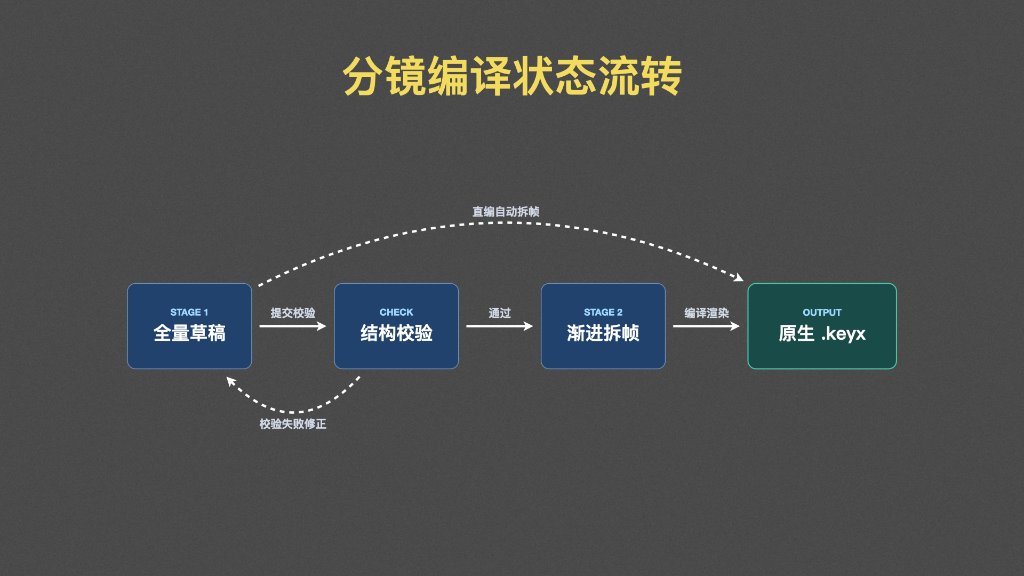 分镜编译状态流转
直编自动拆帧
STAGE 1
全量草稿
提交校验
CHECK
结构校验
通过
STAGE 2
渐进拆帧
编译渲染
OUTPUT
原生 .keyx
校验失败修正